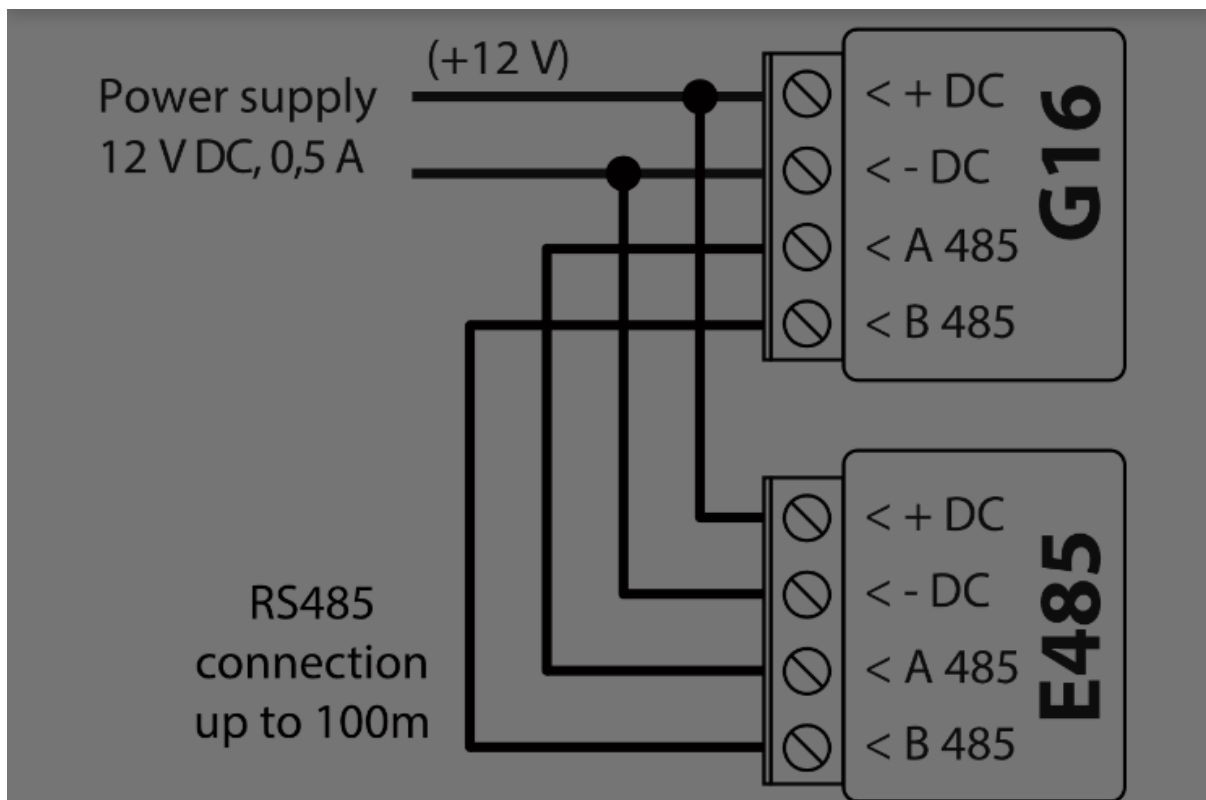 (+12 V)
Power supply
12 V DC, 0,5 A
< + DC
< - DC
< A 485
< B 485
G16
< + DC
< - DC
< A 485
< B 485
E485
RS485
connection
up to 100m